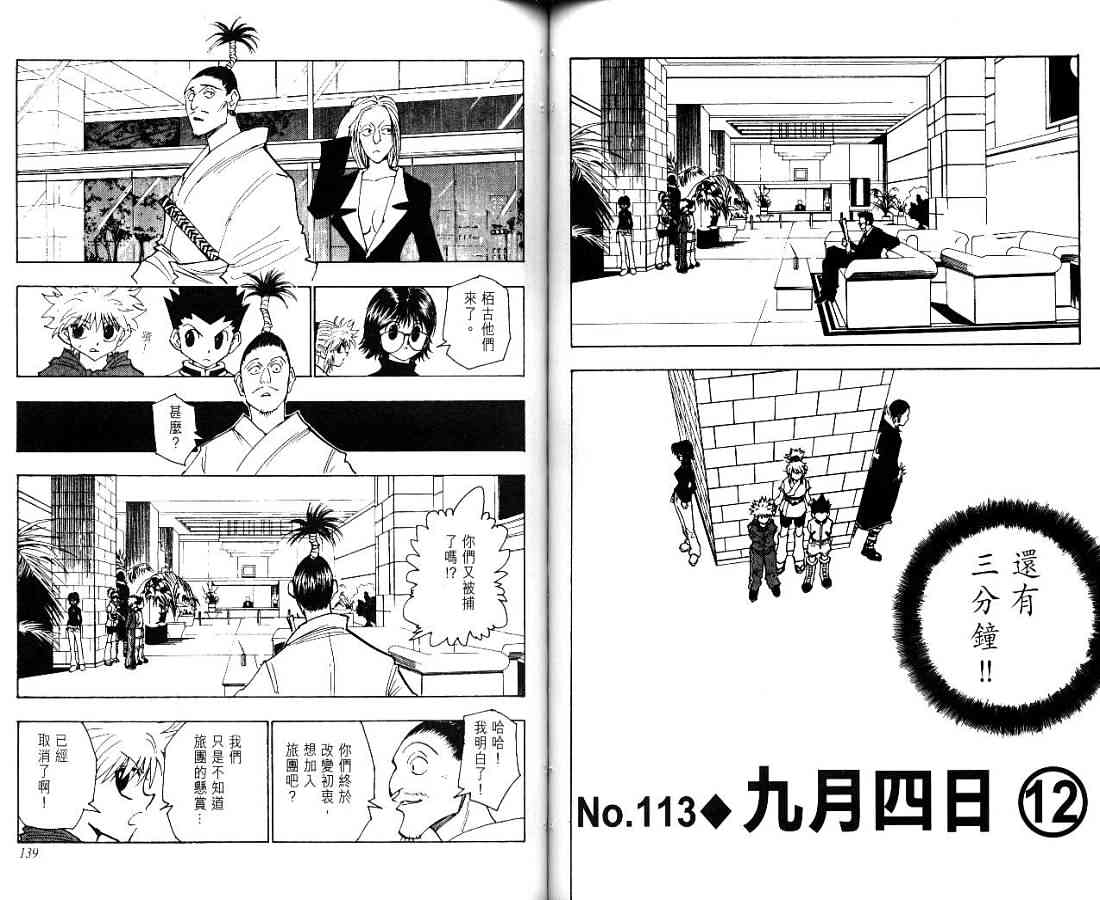 還有
三分鐘!!
No.113◆九月四日⑫
栢古他們
來了。
甚麼?
你們又被捕
了嗎!?
哈哈!
我明白了!
你們終於
改變初衷,
想加入
旅團吧?
我們
只是不知道
旅團的懸賞…
已經
取消了啊!
139